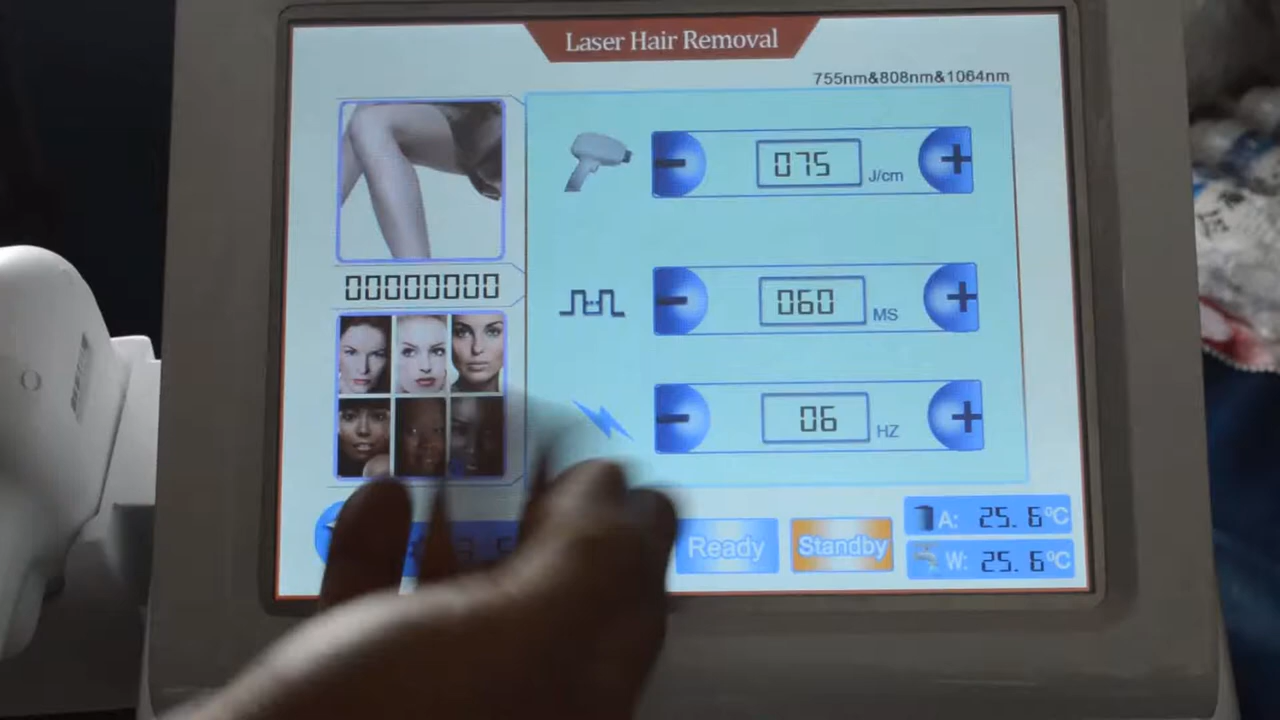 Laser Hair Removal
755nm&808nm&1064nm
075 J/cm
00000000
060 MS
06 HZ
Ready
Standby
A: 25.6°C
W: 25.6°C